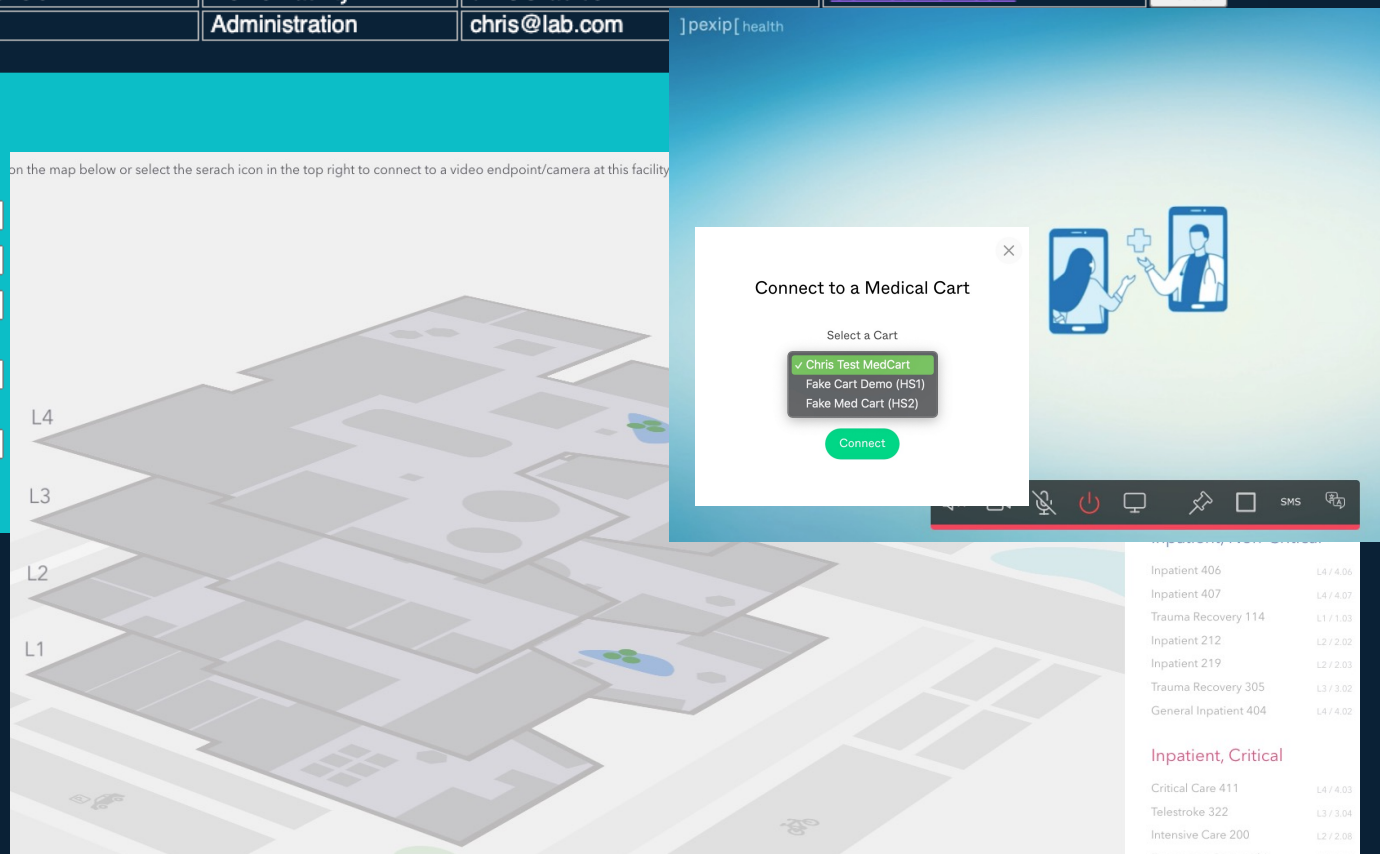 Administration
chris@lab.com
]pexip[ health
on the map below or select the serach icon in the top right to connect to a video endpoint/camera at this facility
Connect to a Medical Cart
Select a Cart
✓ Chris Test MedCart
Fake Cart Demo (HS1)
Fake Med Cart (HS2)
Connect
SMS
L4
L3
L2
L1
Inpatient 406 L4 / 4.06
Inpatient 407 L4 / 4.07
Trauma Recovery 114 L1 / 1.03
Inpatient 212 L2 / 2.02
Inpatient 219 L2 / 2.03
Trauma Recovery 305 L3 / 3.02
General Inpatient 404 L4 / 4.02
Inpatient, Critical
Critical Care 411 L4 / 4.03
Telestroke 322 L3 / 3.04
Intensive Care 200 L2 / 2.08